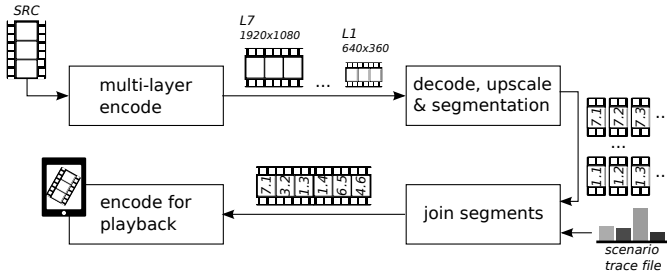 SRC
L7
1920x1080
L1
640x360
...
multi-layer
encode
decode, upscale
& segmentation
7.1 7.2 7.3 ...
...
1.1 1.2 1.3 ...
7.1 3.2 1.3 1.4 6.5 4.6
encode for
playback
join segments
scenario
trace file